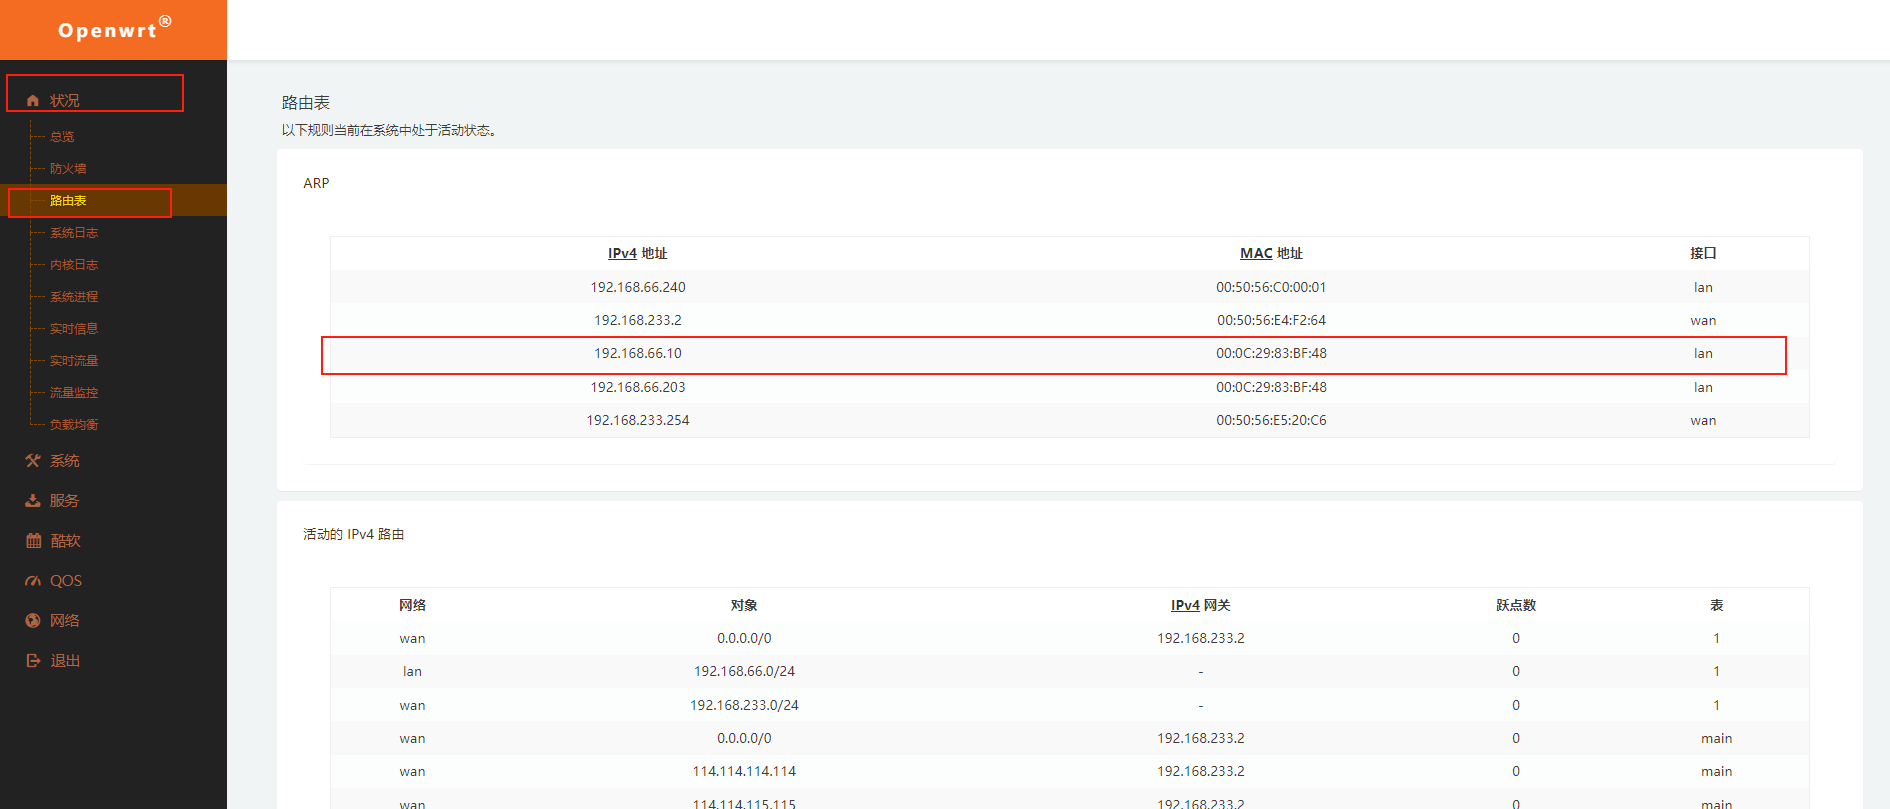 Openwrt®
状况
总览
防火墙
路由表
系统日志
内核日志
系统进程
实时信息
实时流量
流量监控
负载均衡
系统
服务
酷软
QOS
网络
退出
路由表
以下规则当前在系统中处于活动状态。
ARP
IPv4 地址 MAC 地址 接口
192.168.66.240 00:50:56:C0:00:01 lan
192.168.233.2 00:50:56:E4:F2:64 wan
192.168.66.10 00:0C:29:83:BF:48 lan
192.168.66.203 00:0C:29:83:BF:48 lan
192.168.233.254 00:50:56:E5:20:C6 wan
活动的 IPv4 路由
网络 对象 IPv4 网关 跃点数 表
wan 0.0.0.0/0 192.168.233.2 0 1
lan 192.168.66.0/24 - 0 1
wan 192.168.233.0/24 - 0 1
wan 0.0.0.0/0 192.168.233.2 0 main
wan 114.114.114.114 192.168.233.2 0 main
wan 114.114.115.115 192.168.233.2 0 main